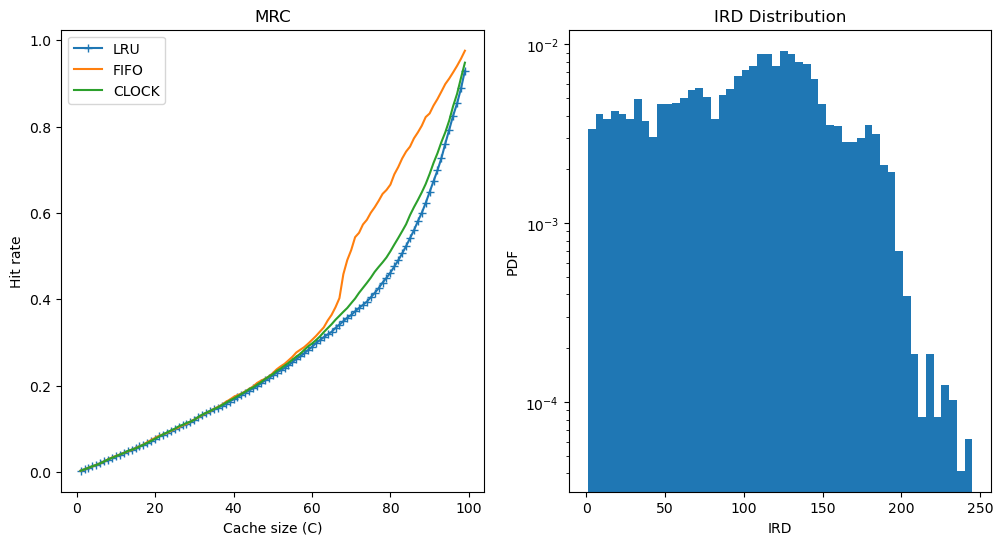 MRC
LRU
FIFO
CLOCK
1.0
0.8
0.6
0.4
0.2
0.0
Hit rate
0
20
40
60
80
100
Cache size (C)
IRD Distribution
10⁻²
10⁻³
10⁻⁴
PDF
0
50
100
150
200
250
IRD